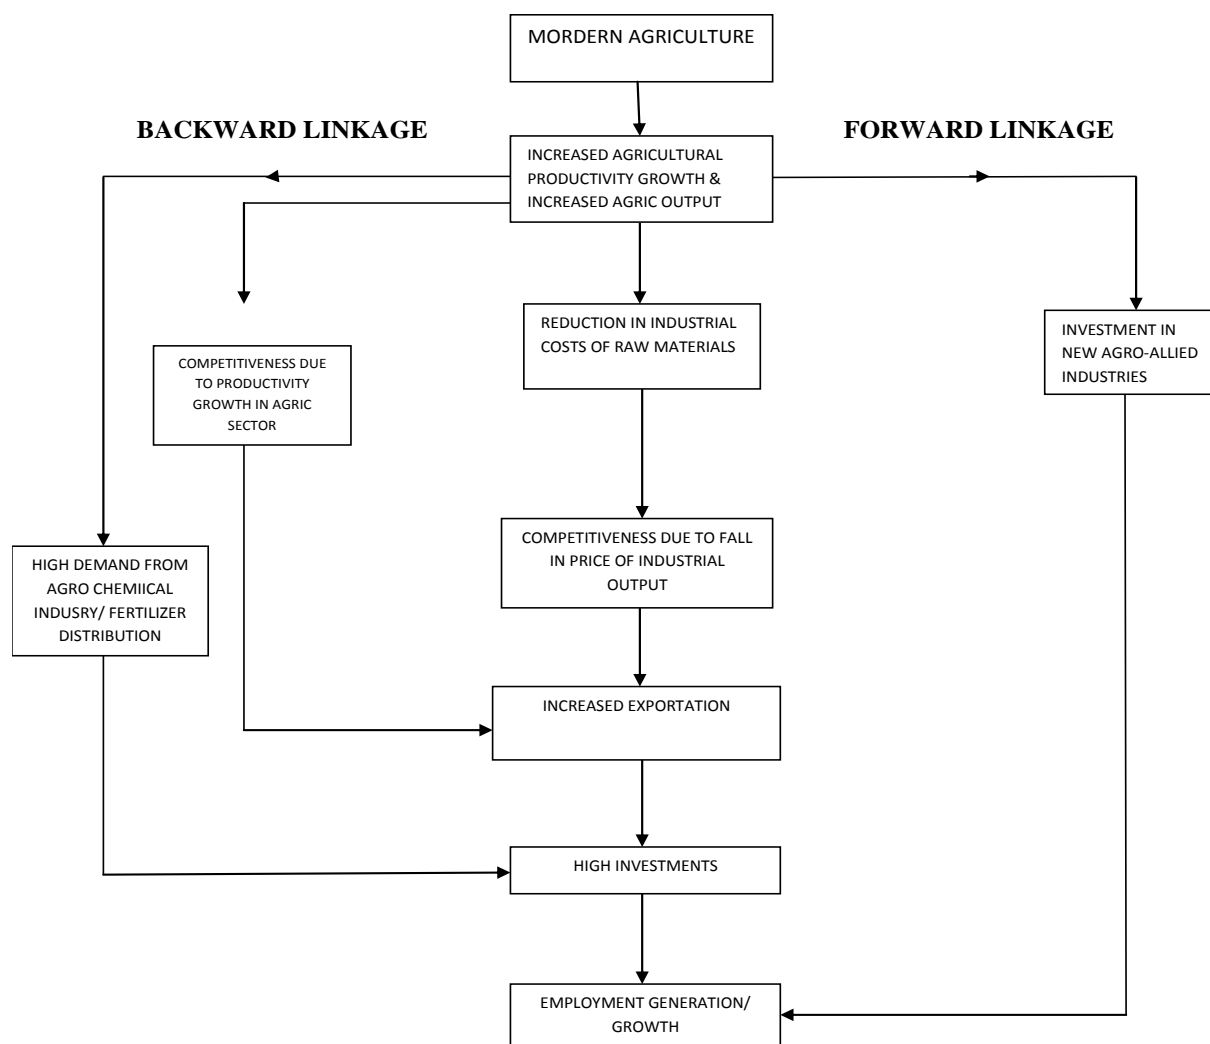 MORDERN AGRICULTURE
BACKWARD LINKAGE
FORWARD LINKAGE
INCREASED AGRICULTURAL
PRODUCTIVITY GROWTH &
INCREASED AGRIC OUTPUT
REDUCTION IN INDUSTRIAL
COSTS OF RAW MATERIALS
INVESTMENT IN
NEW AGRO-ALLIED
INDUSTRIES
COMPETITIVENESS DUE
TO PRODUCTIVITY
GROWTH IN AGRIC
SECTOR
COMPETITIVENESS DUE TO FALL
IN PRICE OF INDUSTRIAL
OUTPUT
HIGH DEMAND FROM
AGRO CHEMIICAL
INDUSRY/ FERTILIZER
DISTRIBUTION
INCREASED EXPORTATION
HIGH INVESTMENTS
EMPLOYMENT GENERATION/
GROWTH